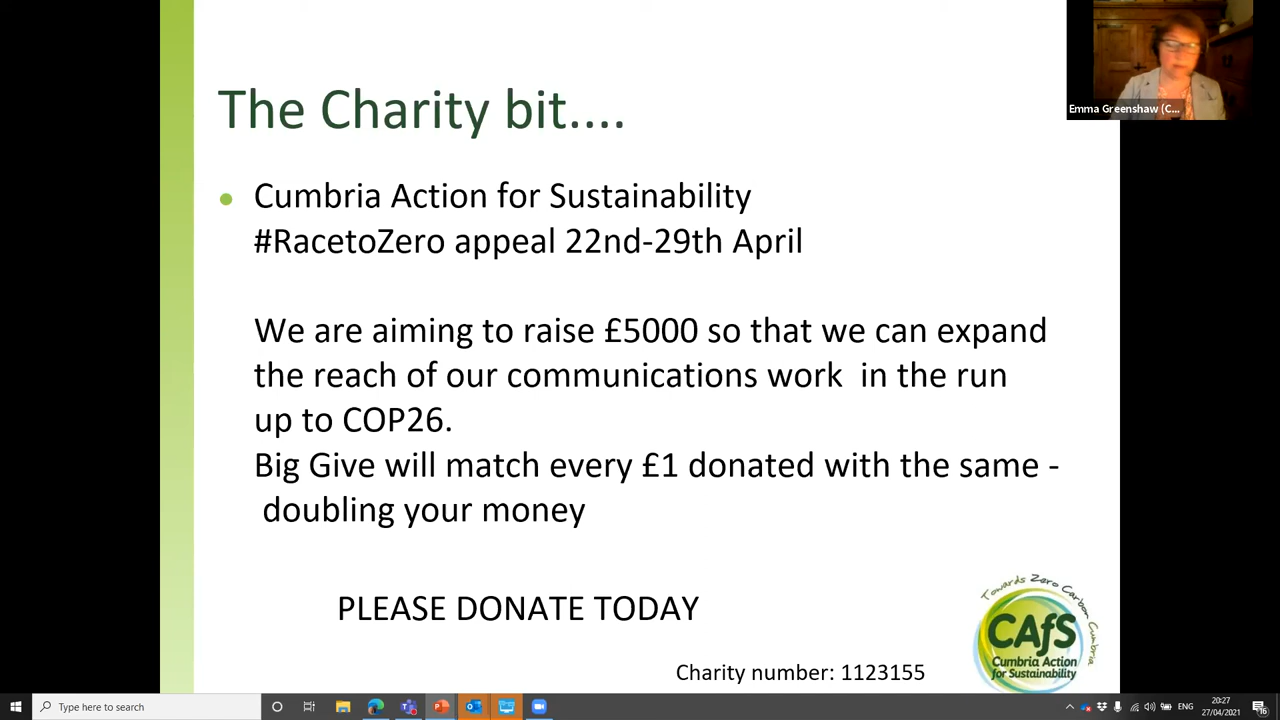 The Charity bit....
Emma Greenshaw (C...
Cumbria Action for Sustainability
#RacetoZero appeal 22nd-29th April
We are aiming to raise £5000 so that we can expand
the reach of our communications work in the run
up to COP26.
Big Give will match every £1 donated with the same -
doubling your money
PLEASE DONATE TODAY
Towards Zero Carbon Cumbria
CAfS
Cumbria Action
for Sustainability
Charity number: 1123155
Type here to search
ENG
20:27
27/04/2021
16